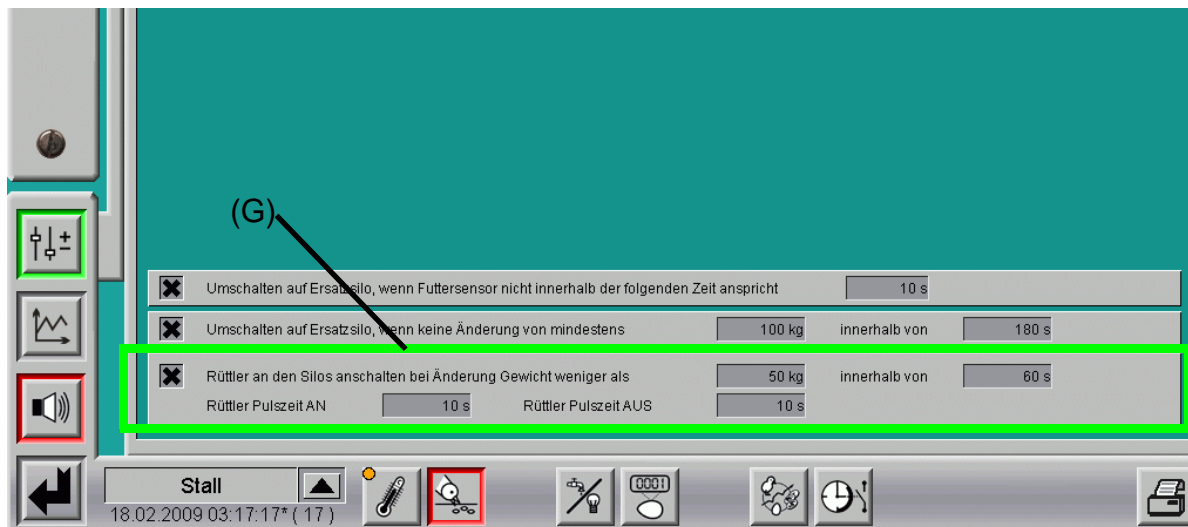 (G)
Umschalten auf Ersatzsilo, wenn Futtersensor nicht innerhalb der folgenden Zeit anspricht 10 s
Umschalten auf Ersatzsilo, wenn keine Änderung von mindestens 100 kg innerhalb von 180 s
Rüttler an den Silos anschalten bei Änderung Gewicht weniger als 50 kg innerhalb von 60 s
Rüttler Pulszeit AN 10 s Rüttler Pulszeit AUS 10 s
Stall
18.02.2009 03:17:17* ( 17 )
0001